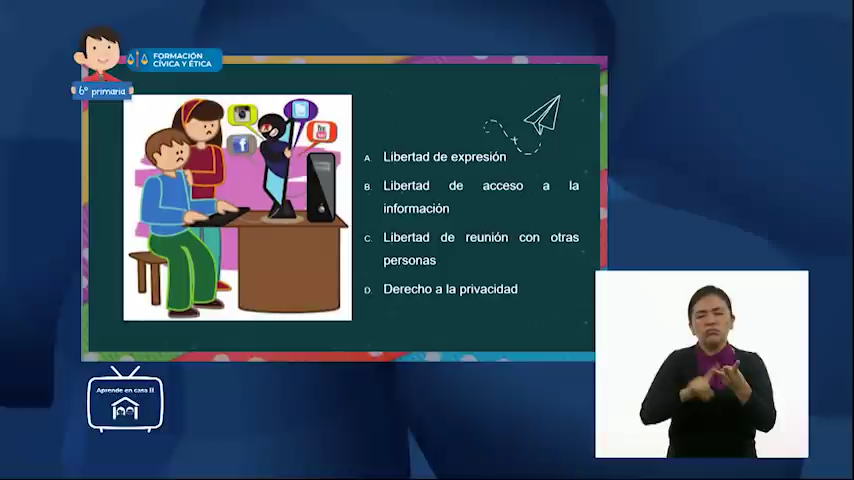 FORMACIÓN
CÍVICA Y ÉTICA
6° primaria
A. Libertad de expresión
B. Libertad de acceso a la
información
C. Libertad de reunión con otras
personas
D. Derecho a la privacidad
Aprende en casa II